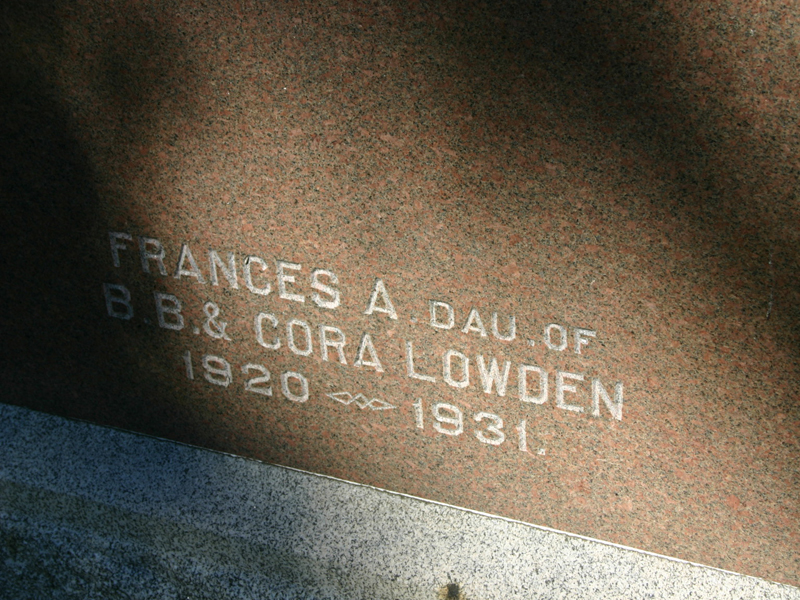 FRANCES A. DAU. OF
B.B. & CORA LOWDEN
1920 1931.